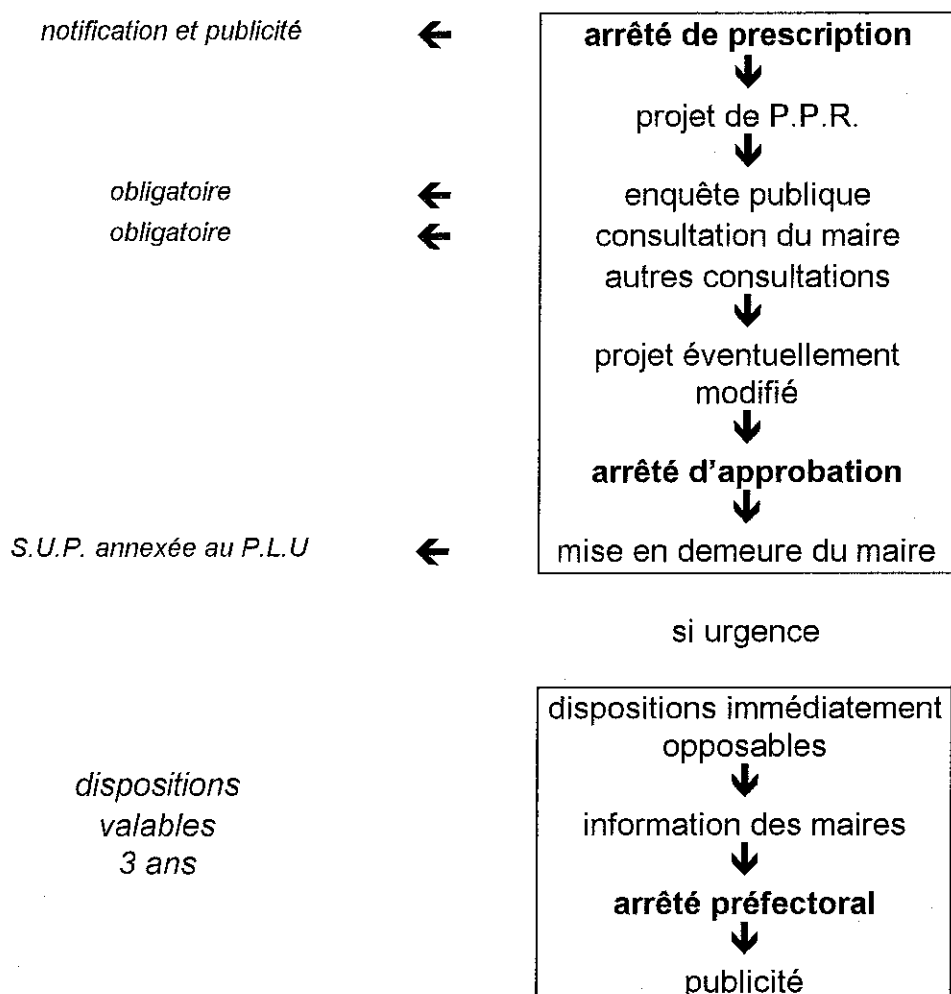 notification et publicité
arrêté de prescription
projet de P.P.R.
obligatoire
enquête publique
obligatoire
consultation du maire
autres consultations
projet éventuellement
modifié
arrêté d'approbation
S.U.P. annexée au P.L.U
mise en demeure du maire
si urgence
dispositions immédiatement
opposables
dispositions
valables
3 ans
information des maires
arrêté préfectoral
publicité